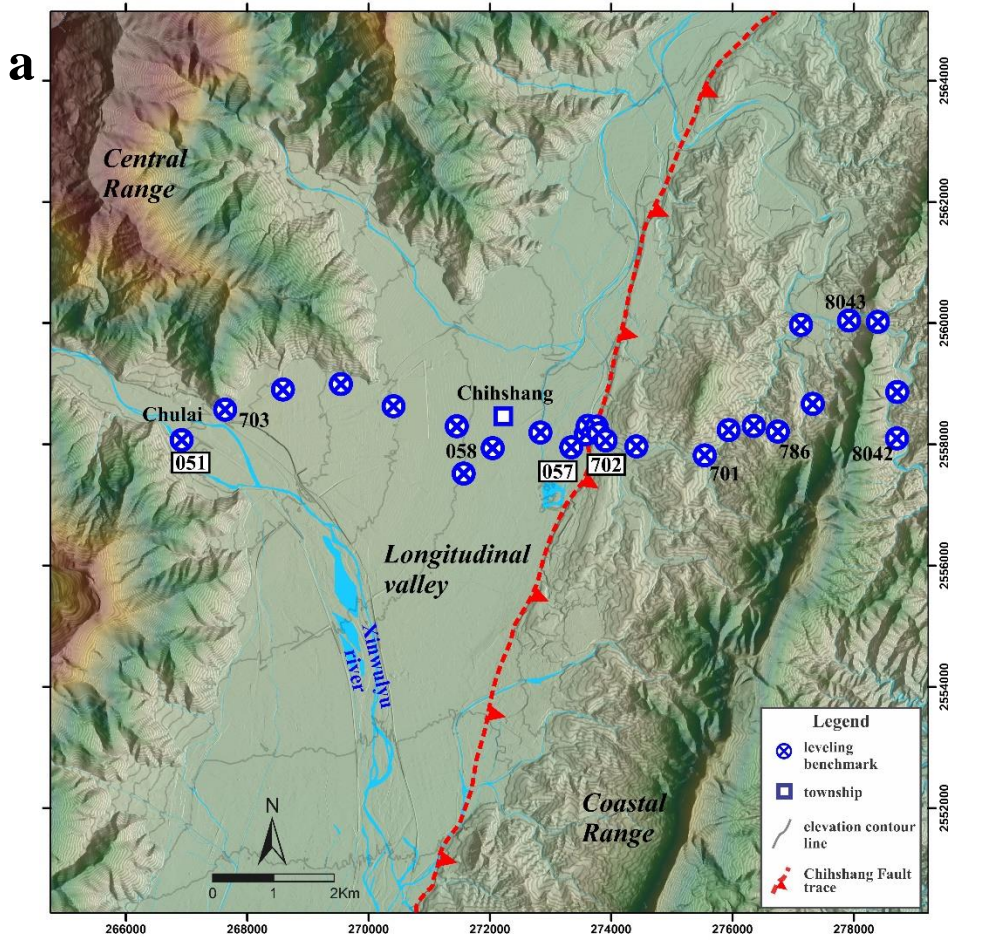 a
Central
Range
2564000
2562000
2560000
2558000
2556000
2554000
2552000
8043
Chihshang
Chulai
703
051
058
057
702
701
786
8042
Longitudinal
valley
Xinwulyu
river
Coastal
Range
N
0 1 2Km
Legend
leveling
benchmark
township
elevation contour
line
Chihshang Fault
trace
266000 268000 270000 272000 274000 276000 278000